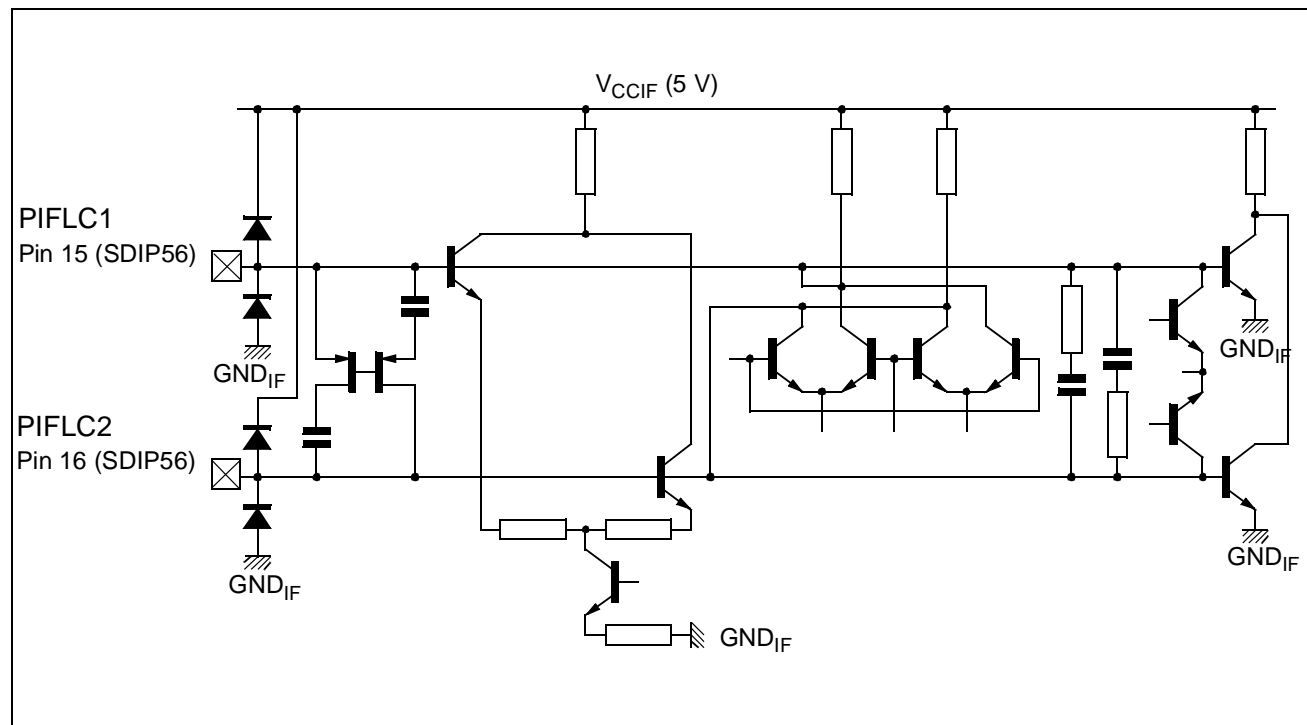 V_CCIF (5 V)
PIFLC1
Pin 15 (SDIP56)
GND_IF
GND_IF
PIFLC2
Pin 16 (SDIP56)
GND_IF
GND_IF
GND_IF